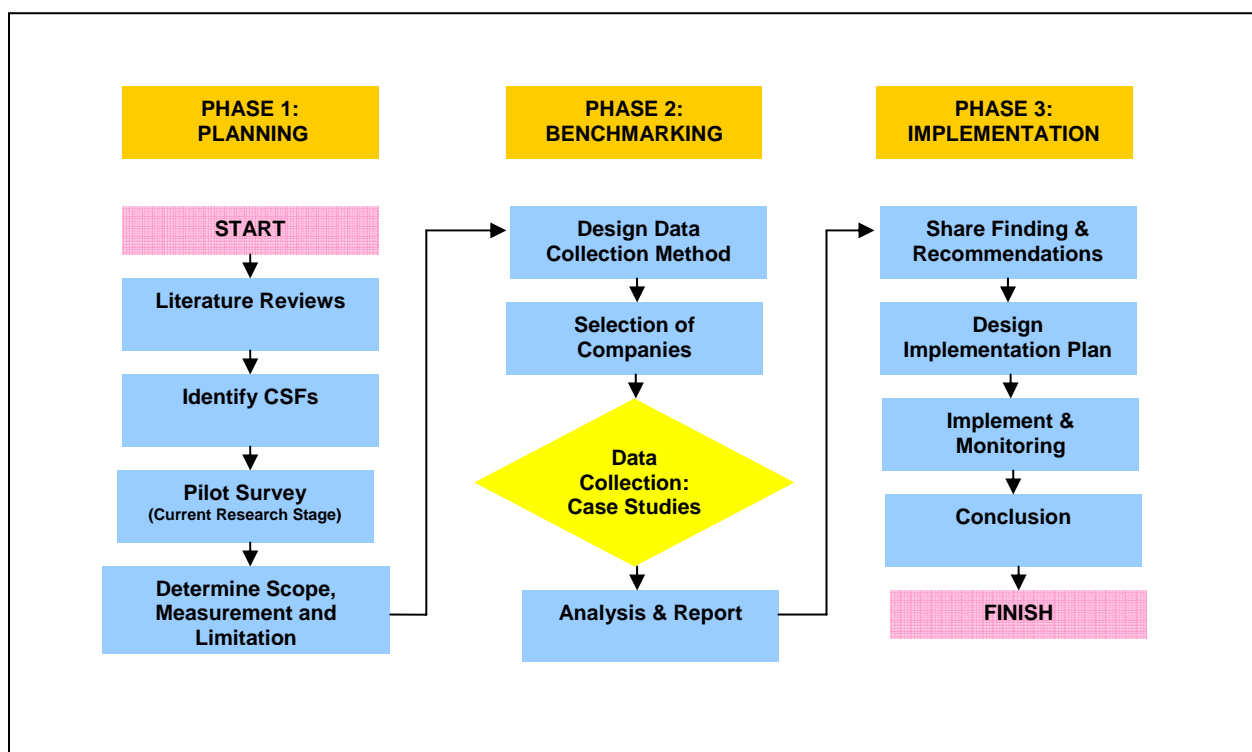 PHASE 1:
PLANNING
START
Literature Reviews
Identify CSFs
Pilot Survey
(Current Research Stage)
Determine Scope,
Measurement and
Limitation
PHASE 2:
BENCHMARKING
Design Data
Collection Method
Selection of
Companies
Data
Collection:
Case Studies
Analysis & Report
PHASE 3:
IMPLEMENTATION
Share Finding &
Recommendations
Design
Implementation Plan
Implement &
Monitoring
Conclusion
FINISH